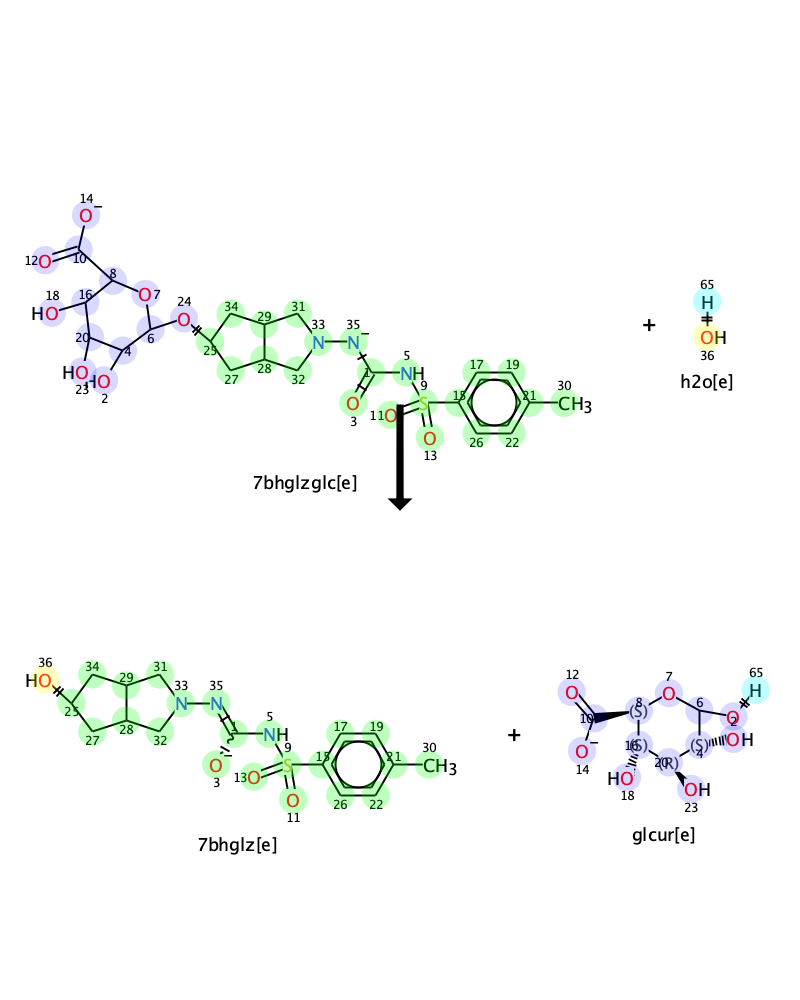 14
O−
12 O 10 8
18 16 O 7 24 34 29 31 33 35−
HO O N N
65
H
20 6 25 1 5
4 NH 17 19
HO HO 27 28 32 9 30
23 2 O 11 O S 15 21 CH3
3 O 26 22
13
+
OH
36
h2o[e]
7bhglzglc[e]
36 34 29 31 33 35
HO N N
25 1 5
27 28 32 NH 17 19
O− 9 30
3 13 O S 15 21 CH3
O 26 22
11
7bhglz[e]
+
12 7 65
O 8 O 6 H
10 (S) O
2
O− 16 (S) (S) OH
14 20 (R) 4
HO
18 OH
23
glcur[e]